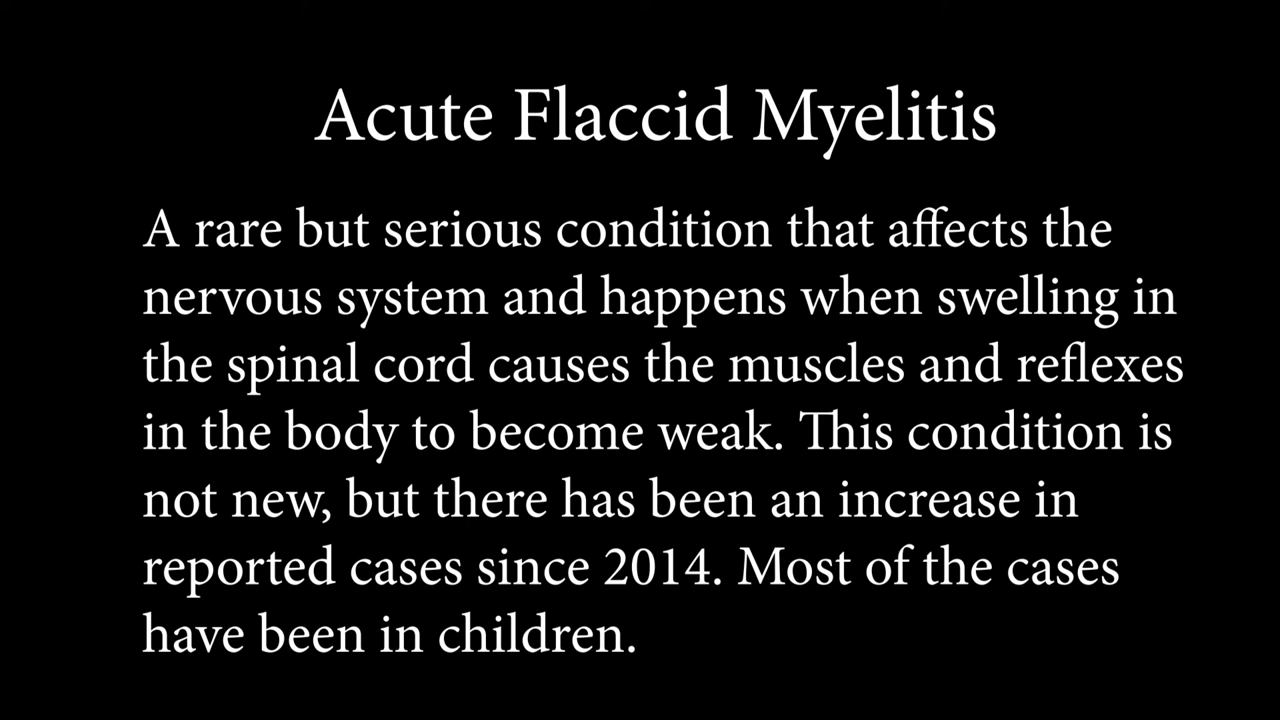 Acute Flaccid Myelitis
A rare but serious condition that affects the
nervous system and happens when swelling in
the spinal cord causes the muscles and reflexes
in the body to become weak. This condition is
not new, but there has been an increase in
reported cases since 2014. Most of the cases
have been in children.